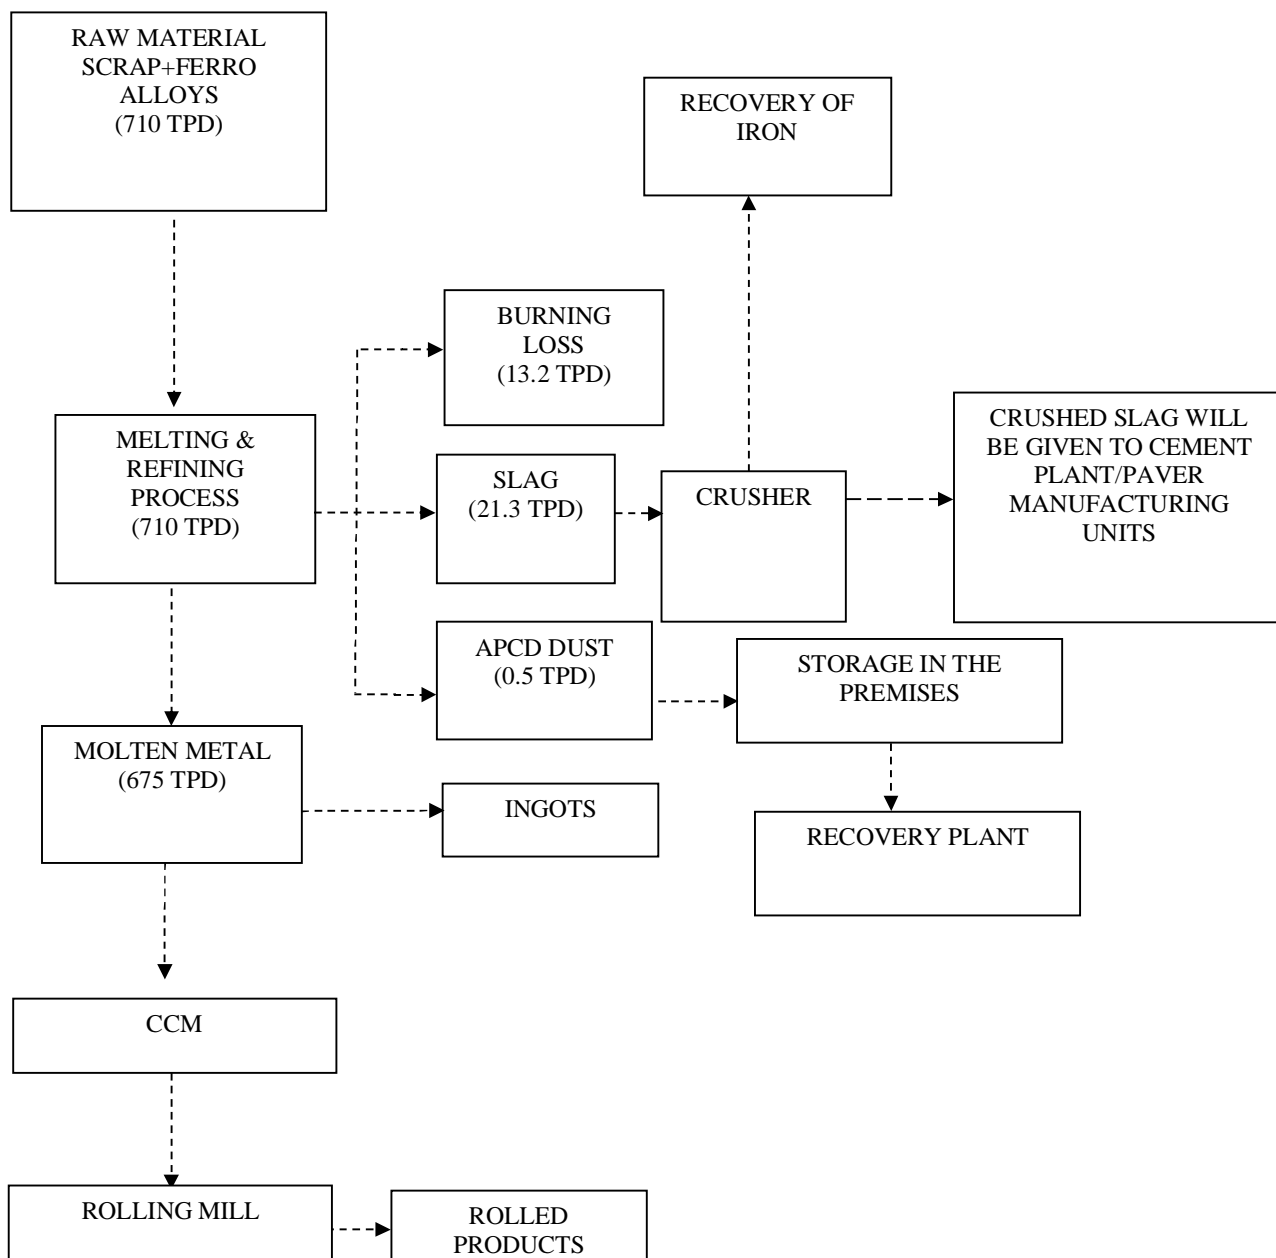 RAW MATERIAL
SCRAP+FERRO
ALLOYS
(710 TPD)
RECOVERY OF
IRON
BURNING
LOSS
(13.2 TPD)
MELTING &
REFINING
PROCESS
(710 TPD)
SLAG
(21.3 TPD)
CRUSHER
CRUSHED SLAG WILL
BE GIVEN TO CEMENT
PLANT/PAVER
MANUFACTURING
UNITS
APCD DUST
(0.5 TPD)
STORAGE IN THE
PREMISES
MOLTEN METAL
(675 TPD)
INGOTS
RECOVERY PLANT
CCM
ROLLING MILL
ROLLED
PRODUCTS